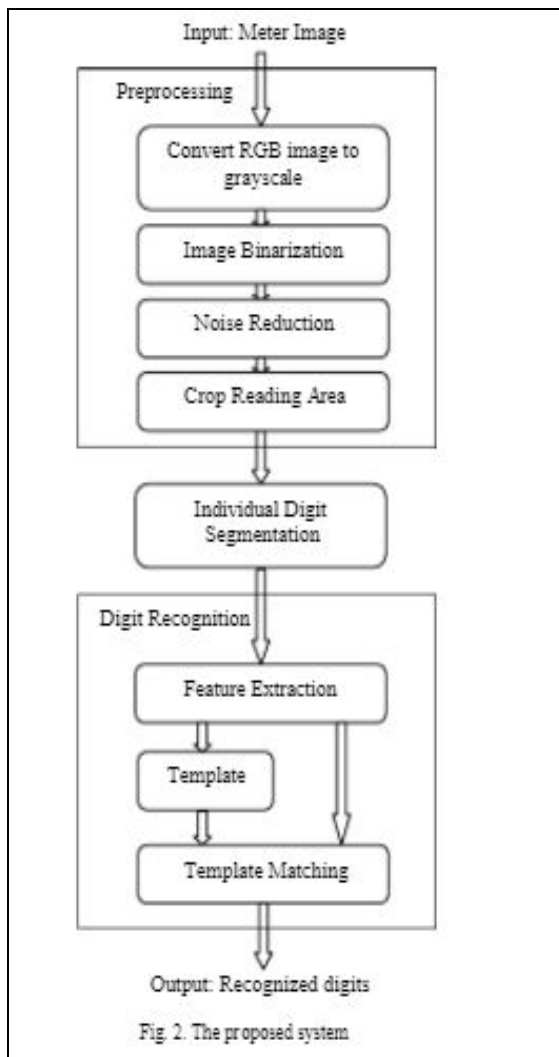 Input: Meter Image
Preprocessing
Convert RGB image to
grayscale
Image Binarization
Noise Reduction
Crop Reading Area
Individual Digit
Segmentation
Digit Recognition
Feature Extraction
Template
Template Matching
Output: Recognized digits
Fig. 2. The proposed system